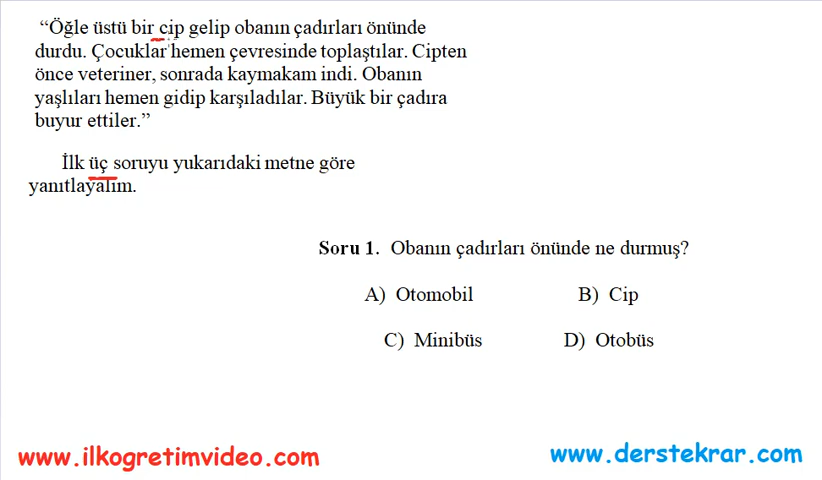 “Öğle üstü bir cip gelip obanın çadırları önünde
durdu. Çocuklar hemen çevresinde toplaştılar. Cipten
önce veteriner, sonrada kaymakam indi. Obanın
yaşlıları hemen gidip karşıladılar. Büyük bir çadıra
buyur ettiler.”
İlk üç soruyu yukarıdaki metne göre
yanıtlayalım.
Soru 1. Obanın çadırları önünde ne durmuş?
A) Otomobil B) Cip
C) Minibüs D) Otobüs
www.ilkogretimvideo.com www.derstekrar.com